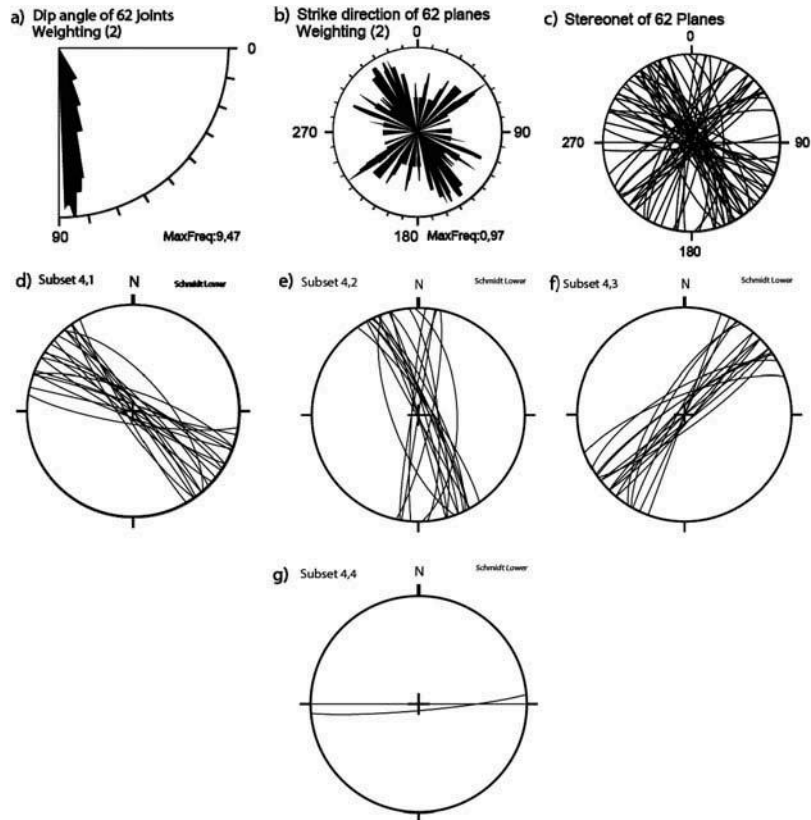 a) Dip angle of 62 joints
Weighting (2)
0
90
MaxFreq:9,47
b) Strike direction of 62 planes
Weighting (2)
0
270
90
180
MaxFreq:0,97
c) Stereonet of 62 Planes
0
270
90
180
d) Subset 4,1
N
Schmidt Lower
e) Subset 4,2
N
Schmidt Lower
f) Subset 4,3
N
Schmidt Lower
g) Subset 4,4
N
Schmidt Lower